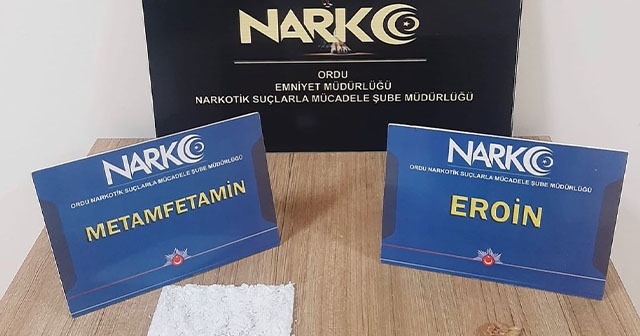 NARKO
ORDU
EMNİYET MÜDÜRLÜĞÜ
NARKOTİK SUÇLARLA MÜCADELE ŞUBE MÜDÜRLÜĞÜ
NARKO
ORDU NARKOTİK SUÇLARLA MÜCADELE ŞUBE MÜDÜRLÜĞÜ
METAMFETAMİN
NARKO
ORDU NARKOTİK SUÇLARLA MÜCADELE ŞUBE MÜDÜRLÜĞÜ
EROİN